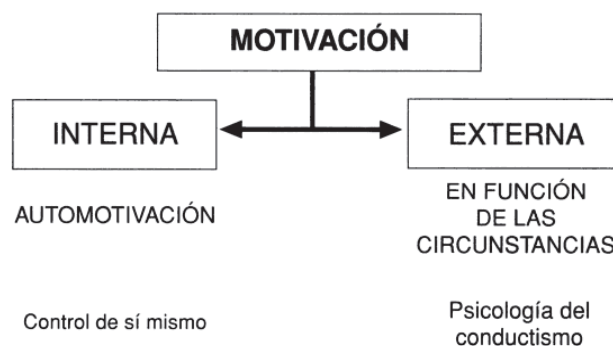 MOTIVACIÓN
INTERNA
EXTERNA
AUTOMOTIVACIÓN
EN FUNCIÓN
DE LAS
CIRCUNSTANCIAS
Control de sí mismo
Psicología del
conductismo